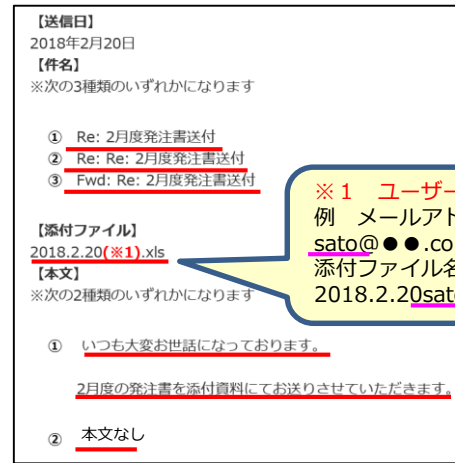 【送信日】
2018年2月20日
【件名】
※次の3種類のいずれかになります
① Re: 2月度発注書送付
② Re: Re: 2月度発注書送付
③ Fwd: Re: 2月度発注書送付
【添付ファイル】
2018.2.20(※1).xls
【本文】
※次の2種類のいずれかになります
① いつも大変お世話になっております。
2月度の発注書を添付資料にてお送りさせていただきます。
② 本文なし
※１ ユーザー
例 メールアド
sato@●●.co
添付ファイル名
2018.2.20sat